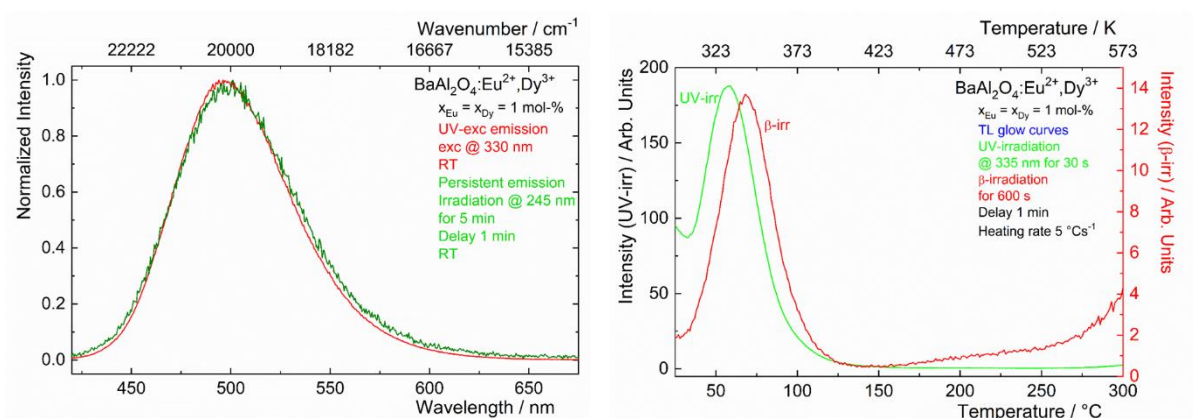 Wavenumber / cm⁻¹
22222 20000 18182 16667 15385
Normalized Intensity
1.0
0.8
0.6
0.4
0.2
0.0
BaAl₂O₄:Eu²⁺,Dy³⁺
x_Eu = x_Dy = 1 mol-%
UV-exc emission
exc @ 330 nm
RT
Persistent emission
Irradiation @ 245 nm
for 5 min
Delay 1 min
RT
450 500 550 600 650
Wavelength / nm
Temperature / K
323 373 423 473 523 573
Intensity (UV-irr) / Arb. Units
200
150
100
50
0
UV-irr
β-irr
BaAl₂O₄:Eu²⁺,Dy³⁺
x_Eu = x_Dy = 1 mol-%
TL glow curves
UV-irradiation
@ 335 nm for 30 s
β-irradiation
for 600 s
Delay 1 min
Heating rate 5 °Cs⁻¹
14
12
10
8
6
4
2
0
Intensity (β-irr) / Arb. Units
50 100 150 200 250 300
Temperature / °C